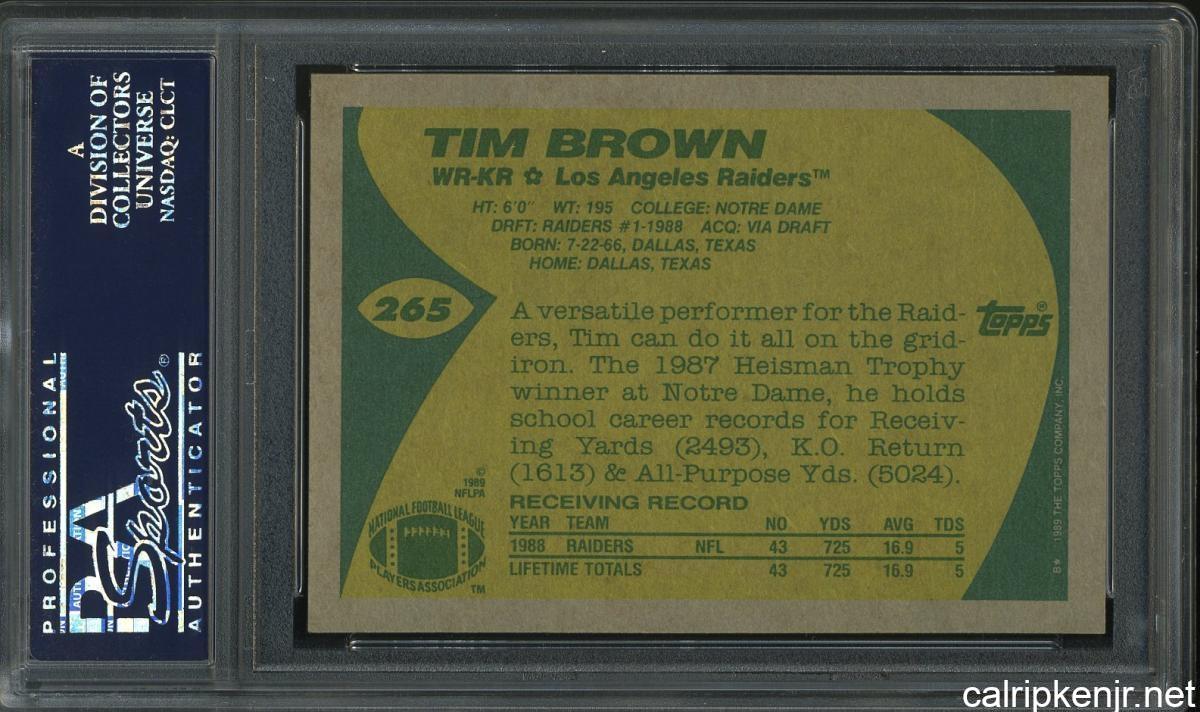 A
DIVISION OF
COLLECTORS
UNIVERSE
NASDAQ: CLCT
PROFESSIONAL
PSA
Sports®
AUTHENTICATOR
TIM BROWN
WR-KR ✿ Los Angeles Raiders™
HT: 6'0" WT: 195 COLLEGE: NOTRE DAME
DRFT: RAIDERS #1-1988 ACQ: VIA DRAFT
BORN: 7-22-66, DALLAS, TEXAS
HOME: DALLAS, TEXAS
265
A versatile performer for the Raid-
ers, Tim can do it all on the grid-
iron. The 1987 Heisman Trophy
winner at Notre Dame, he holds
school career records for Receiv-
ing Yards (2493), K.O. Return
(1613) & All-Purpose Yds. (5024).
RECEIVING RECORD
YEAR TEAM NO YDS AVG TDS
1988 RAIDERS NFL 43 725 16.9 5
LIFETIME TOTALS 43 725 16.9 5
©
1989
NFLPA
NATIONAL FOOTBALL LEAGUE
PLAYERS ASSOCIATION
™
topps®
B* 1989 THE TOPPS COMPANY, INC.
calripkenjr.net